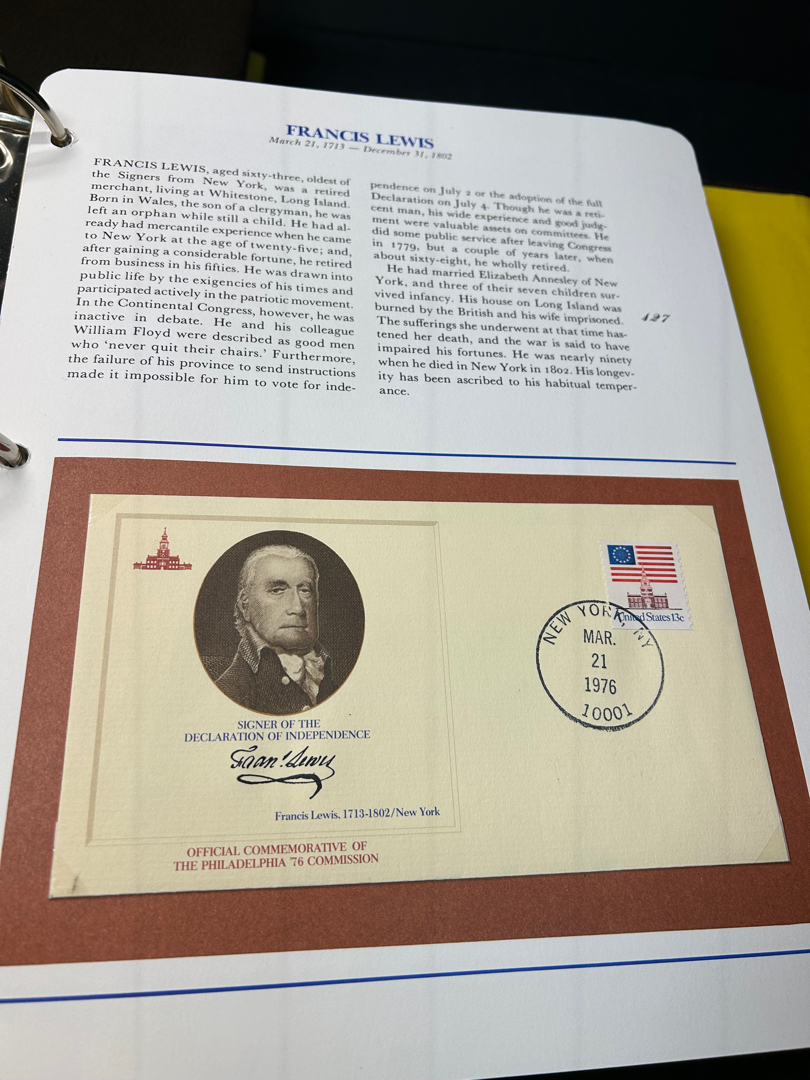 FRANCIS LEWIS
March 21, 1713 — December 31, 1802
FRANCIS LEWIS, aged sixty-three, oldest of
the Signers from New York, was a retired
merchant, living at Whitestone, Long Island.
Born in Wales, the son of a clergyman, he was
left an orphan while still a child. He had al-
ready had mercantile experience when he came
to New York at the age of twenty-five; and,
after gaining a considerable fortune, he retired
from business in his fifties. He was drawn into
public life by the exigencies of his times and
participated actively in the patriotic movement.
In the Continental Congress, however, he was
inactive in debate. He and his colleague
William Floyd were described as good men
who ‘never quit their chairs.’ Furthermore,
the failure of his province to send instructions
made it impossible for him to vote for inde-
pendence on July 2 or the adoption of the full
Declaration on July 4. Though he was a reti-
cent man, his wide experience and good judg-
ment were valuable assets on committees. He
did some public service after leaving Congress
in 1779, but a couple of years later, when
about sixty-eight, he wholly retired.
He had married Elizabeth Annesley of New
York, and three of their seven children sur-
vived infancy. His house on Long Island was
burned by the British and his wife imprisoned.
The sufferings she underwent at that time has-
tened her death, and the war is said to have
impaired his fortunes. He was nearly ninety
when he died in New York in 1802. His longev-
ity has been ascribed to his habitual temper-
ance.
427
SIGNER OF THE
DECLARATION OF INDEPENDENCE
Fran! Lewis
Francis Lewis, 1713-1802/New York
OFFICIAL COMMEMORATIVE OF
THE PHILADELPHIA '76 COMMISSION
United States 13c
NEW YORK, NY
MAR.
21
1976
10001